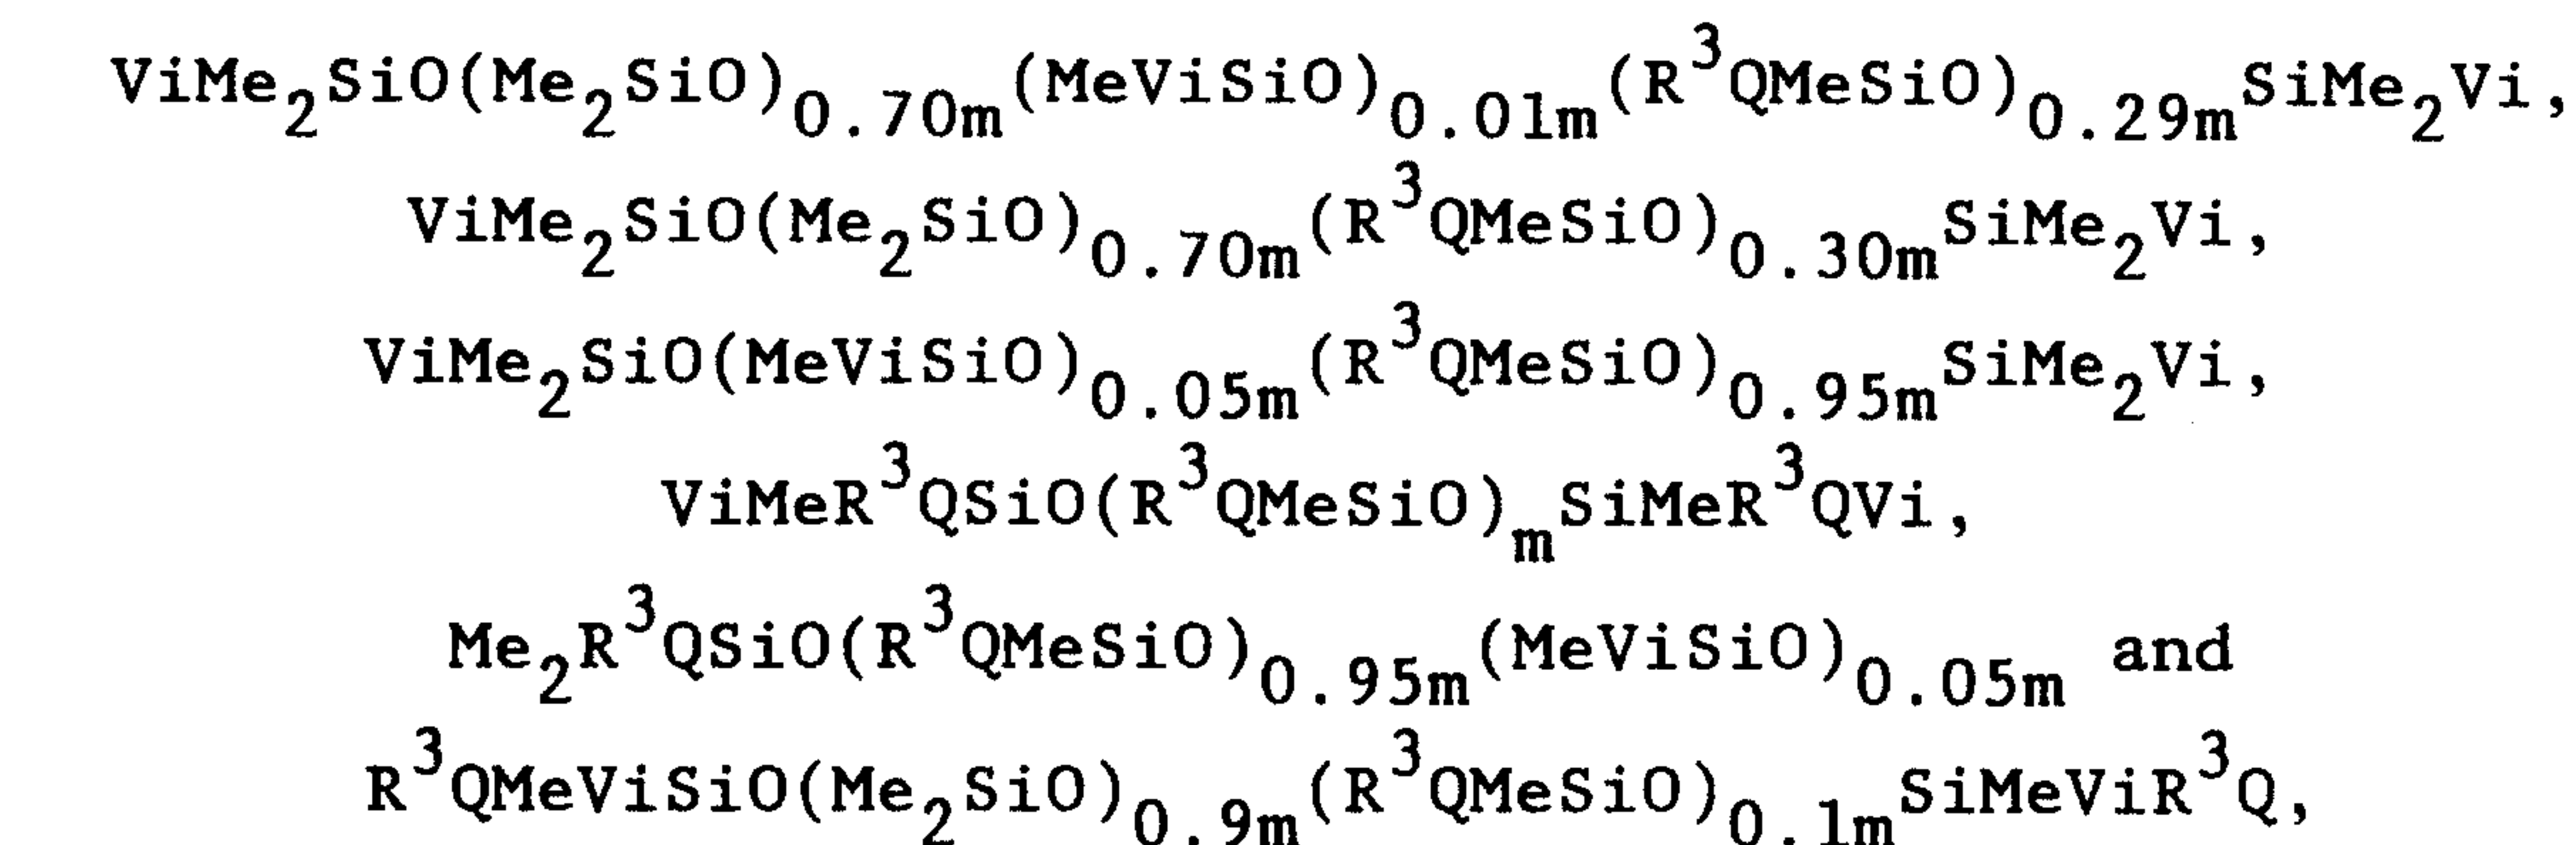 ViMe₂SiO(Me₂SiO)₀.₇₀ₘ(MeViSiO)₀.₀₁ₘ(R³QMeSiO)₀.₂₉ₘSiMe₂Vi,
ViMe₂SiO(Me₂SiO)₀.₇₀ₘ(R³QMeSiO)₀.₃₀ₘSiMe₂Vi,
ViMe₂SiO(MeViSiO)₀.₀₅ₘ(R³QMeSiO)₀.₉₅ₘSiMe₂Vi,
ViMeR³QSiO(R³QMeSiO)ₘSiMeR³QVi,
Me₂R³QSiO(R³QMeSiO)₀.₉₅ₘ(MeViSiO)₀.₀₅ₘ and
R³QMeViSiO(Me₂SiO)₀.₉ₘ(R³QMeSiO)₀.₁ₘSiMeViR³Q,